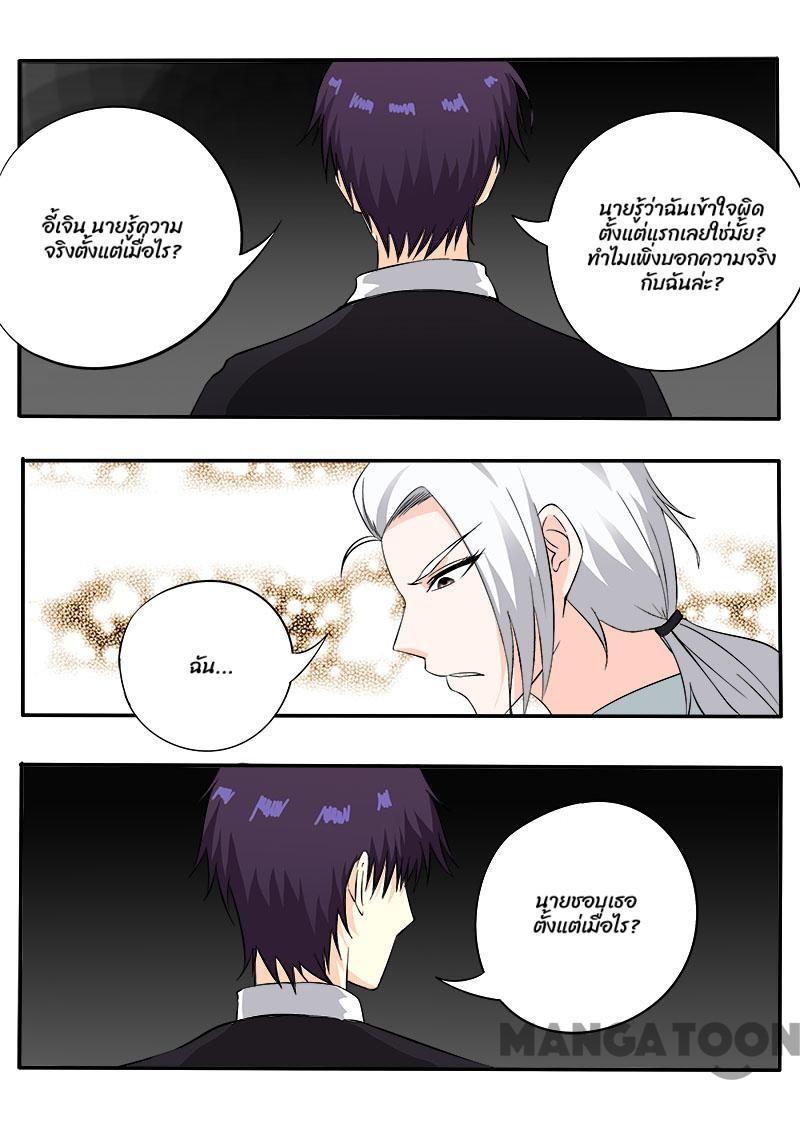 อี้เจิน นายรู้ความ
จริงตั้งแต่เมื่อไร?
นายรู้ว่าฉันเข้าใจผิด
ตั้งแต่แรกเลยใช่มั้ย?
ทำไมเพิ่งบอกความจริง
กับฉันล่ะ?
ฉัน...
นายชอบเธอ
ตั้งแต่เมื่อไร?
MANGATOON